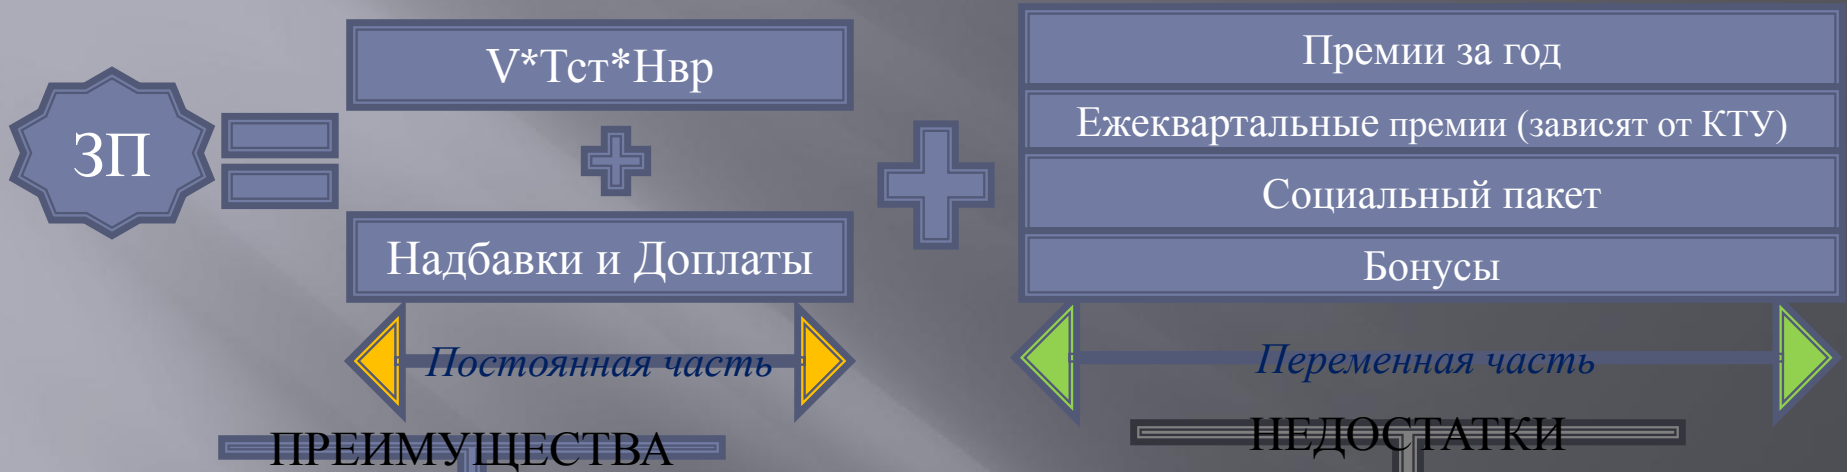 ЗП
V*Тст*Нвр
Надбавки и Доплаты
Постоянная часть
Премии за год
Ежеквартальные премии (зависят от КТУ)
Социальный пакет
Бонусы
Переменная часть
ПРЕИМУЩЕСТВА
НЕДОСТАТКИ